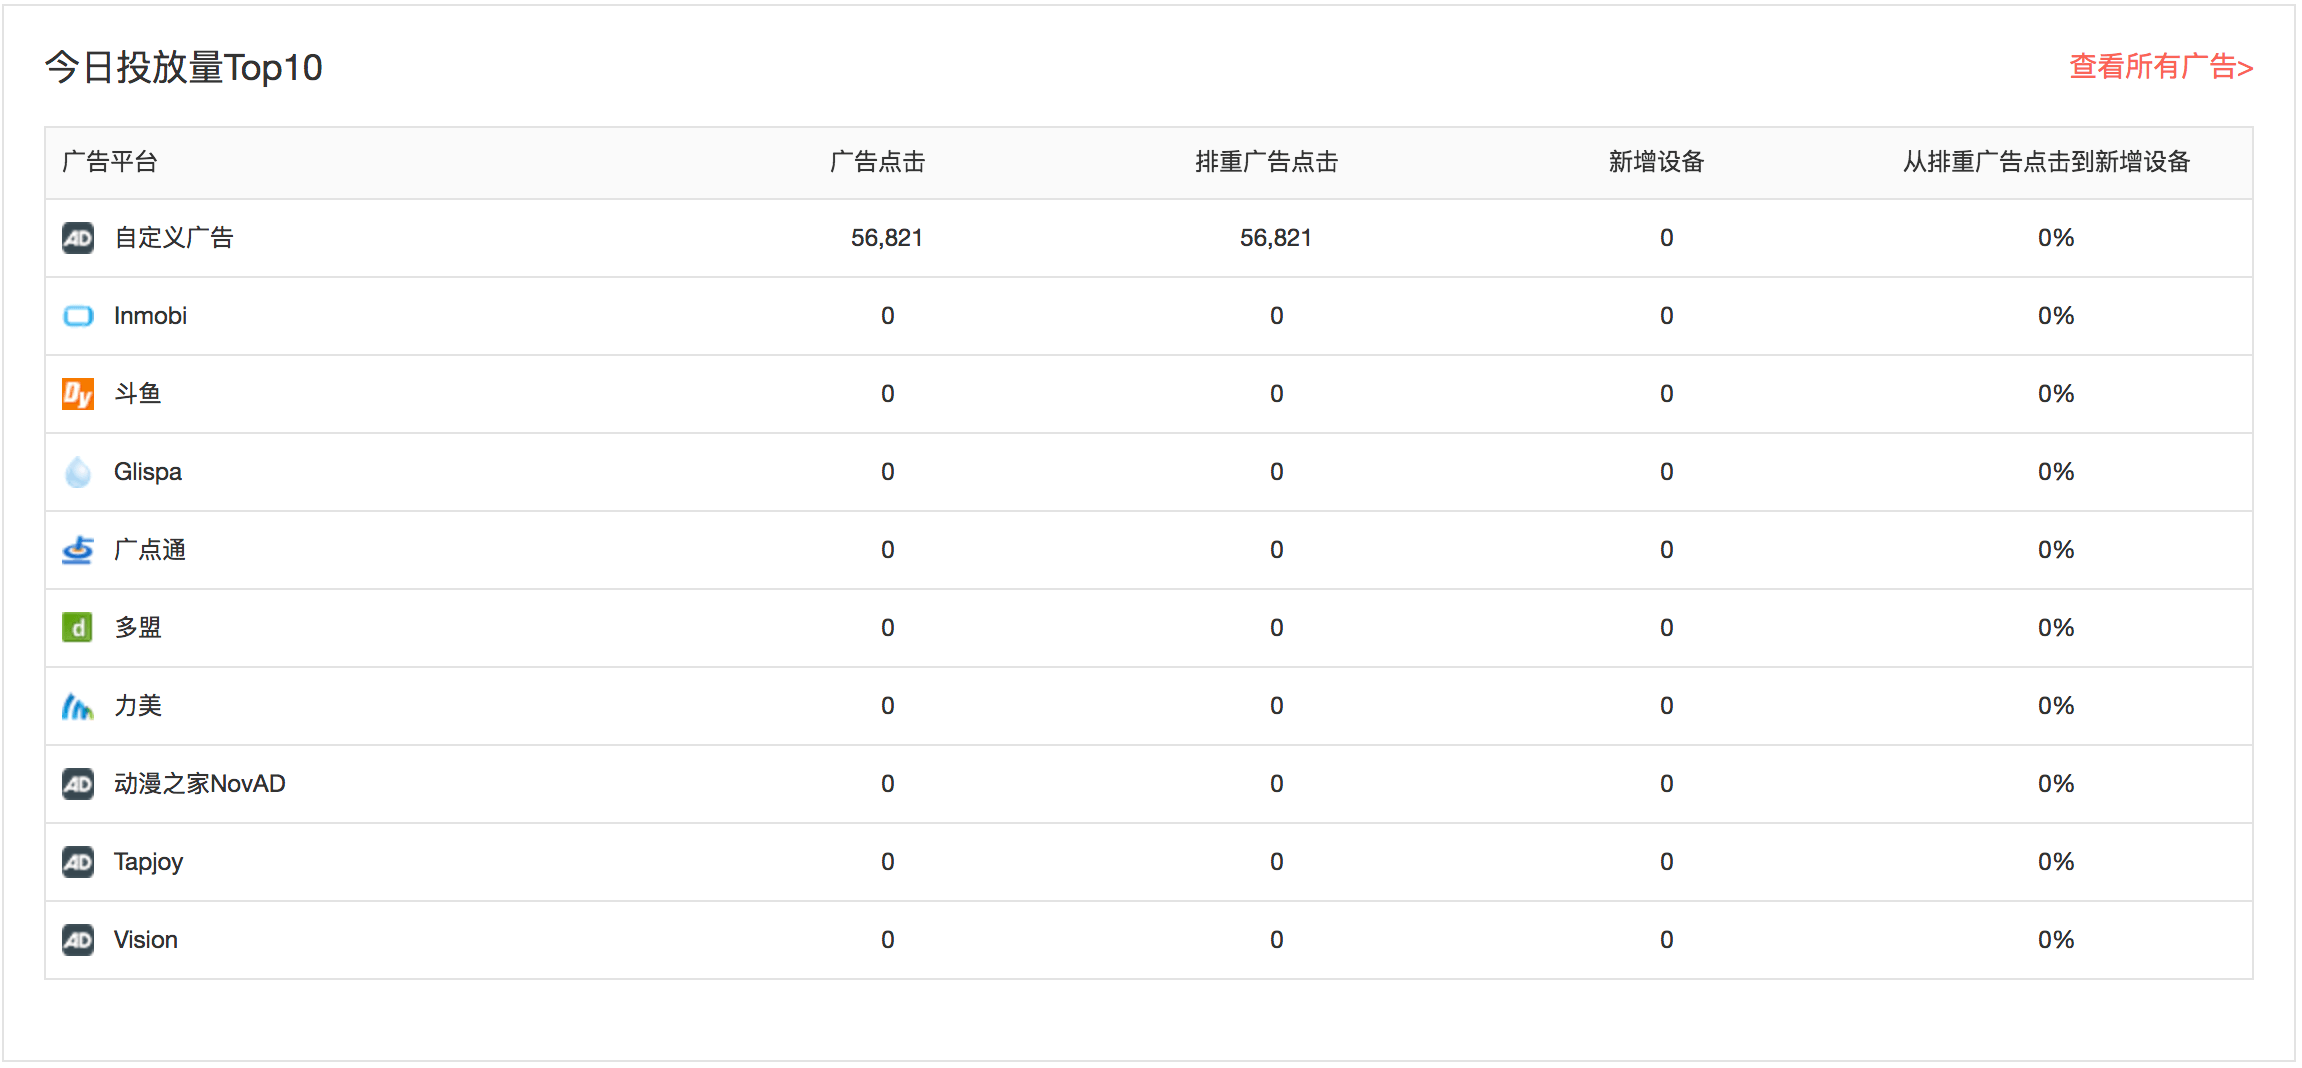 今日投放量Top10 查看所有广告>
广告平台 广告点击 排重广告点击 新增设备 从排重广告点击到新增设备
AD 自定义广告 56,821 56,821 0 0%
Inmobi 0 0 0 0%
Dy 斗鱼 0 0 0 0%
Glispa 0 0 0 0%
广点通 0 0 0 0%
d 多盟 0 0 0 0%
力美 0 0 0 0%
AD 动漫之家NovAD 0 0 0 0%
AD Tapjoy 0 0 0 0%
AD Vision 0 0 0 0%